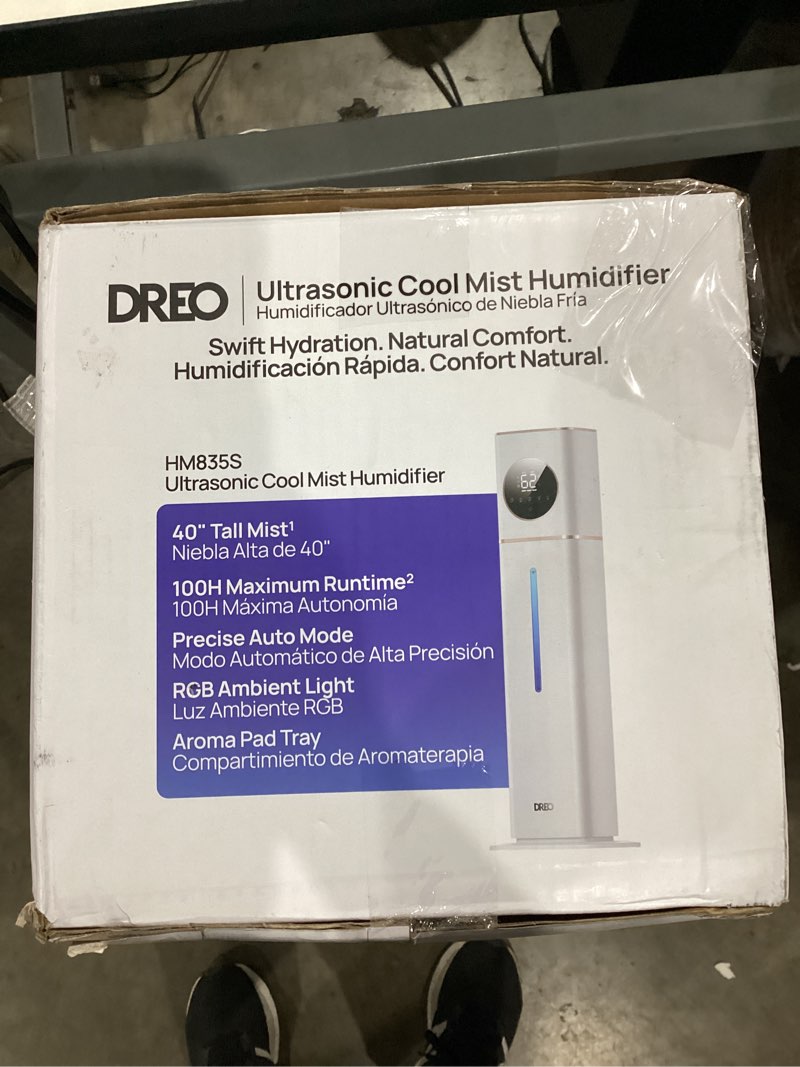 DREO
Ultrasonic Cool Mist Humidifier
Humidificador Ultrasónico de Niebla Fría
Swift Hydration. Natural Comfort.
Humidificación Rápida. Confort Natural.
HM835S
Ultrasonic Cool Mist Humidifier
40" Tall Mist¹
Niebla Alta de 40"
100H Maximum Runtime²
100H Máxima Autonomía
Precise Auto Mode
Modo Automático de Alta Precisión
RGB Ambient Light
Luz Ambiente RGB
Aroma Pad Tray
Compartimiento de Aromaterapia
62
DREO